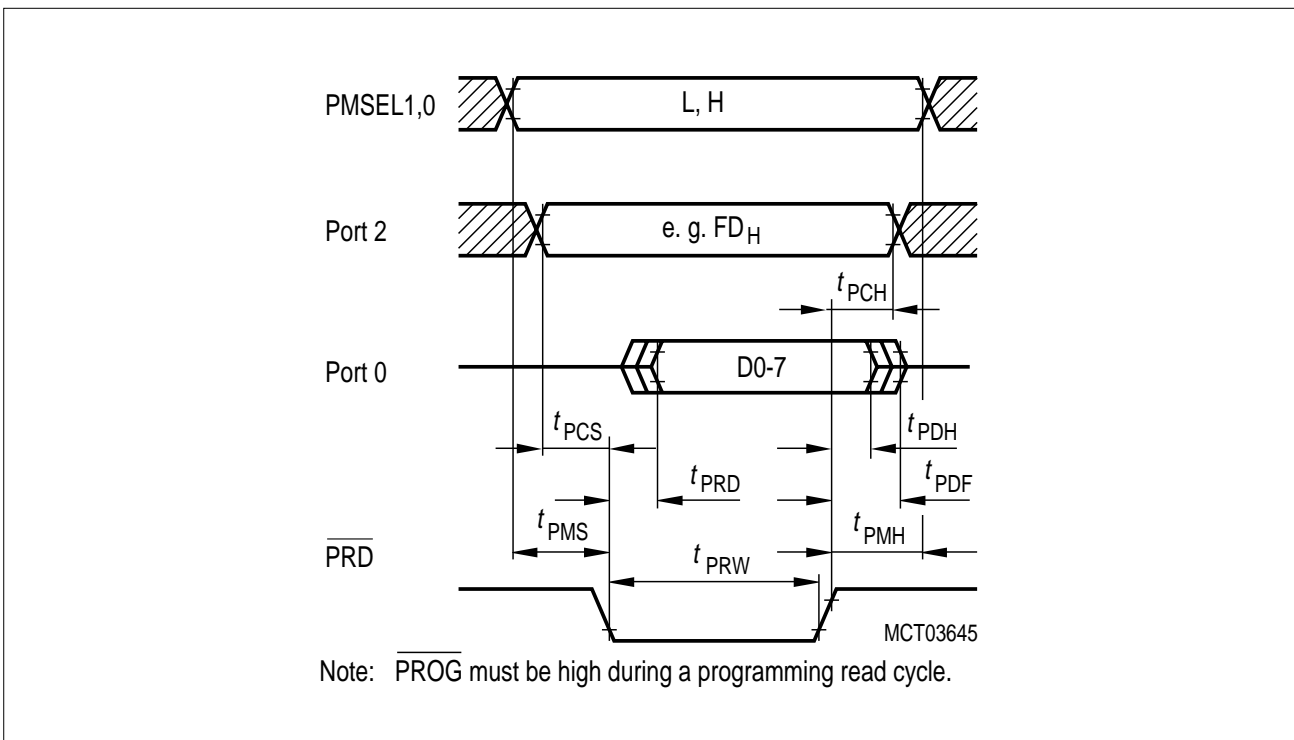 PMSEL1,0
L, H
Port 2
e. g. FDH
tPCH
Port 0
D0-7
tPCS
tPDH
tPRD
tPDF
tPMS
tPMH
PRD
tPRW
MCT03645
Note: PROG must be high during a programming read cycle.